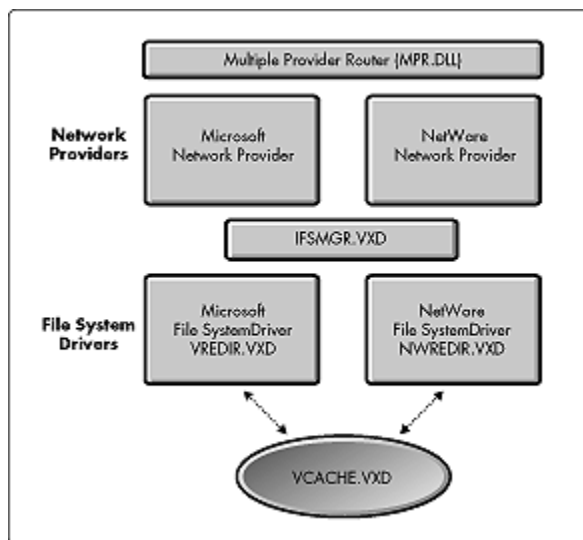 Multiple Provider Router (MPR.DLL)
Network
Providers
Microsoft
Network Provider
NetWare
Network Provider
IFSMGR.VXD
File System
Drivers
Microsoft
File SystemDriver
VREDIR.VXD
NetWare
File SystemDriver
NWREDIR.VXD
VCACHE.VXD